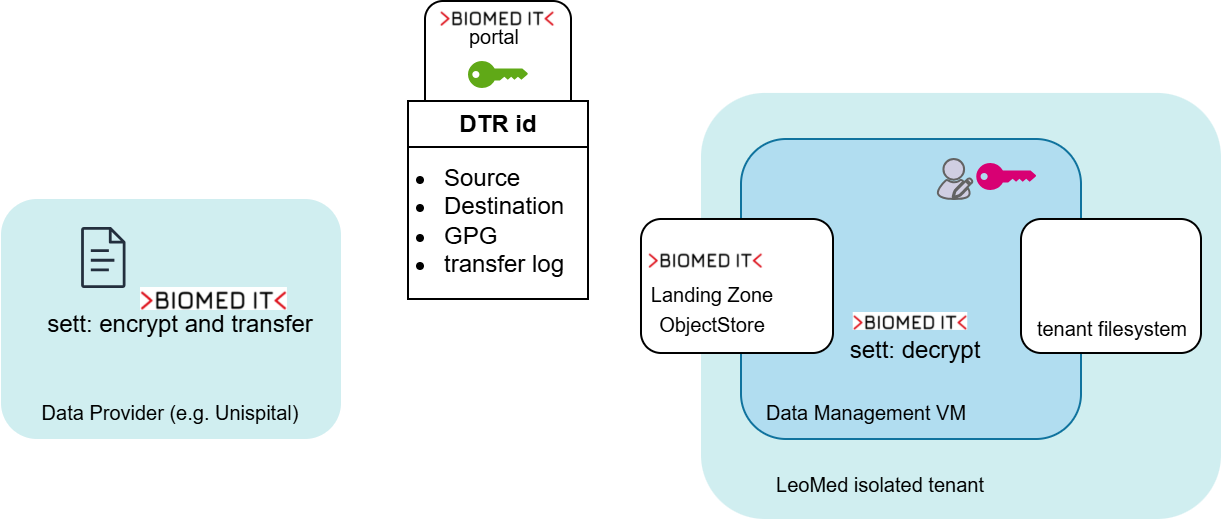 >BIOMED IT<
portal
DTR id
Source
Destination
GPG
transfer log
>BIOMED IT<
sett: encrypt and transfer
Data Provider (e.g. Unispital)
>BIOMED IT<
Landing Zone
ObjectStore
>BIOMED IT<
sett: decrypt
tenant filesystem
Data Management VM
LeoMed isolated tenant